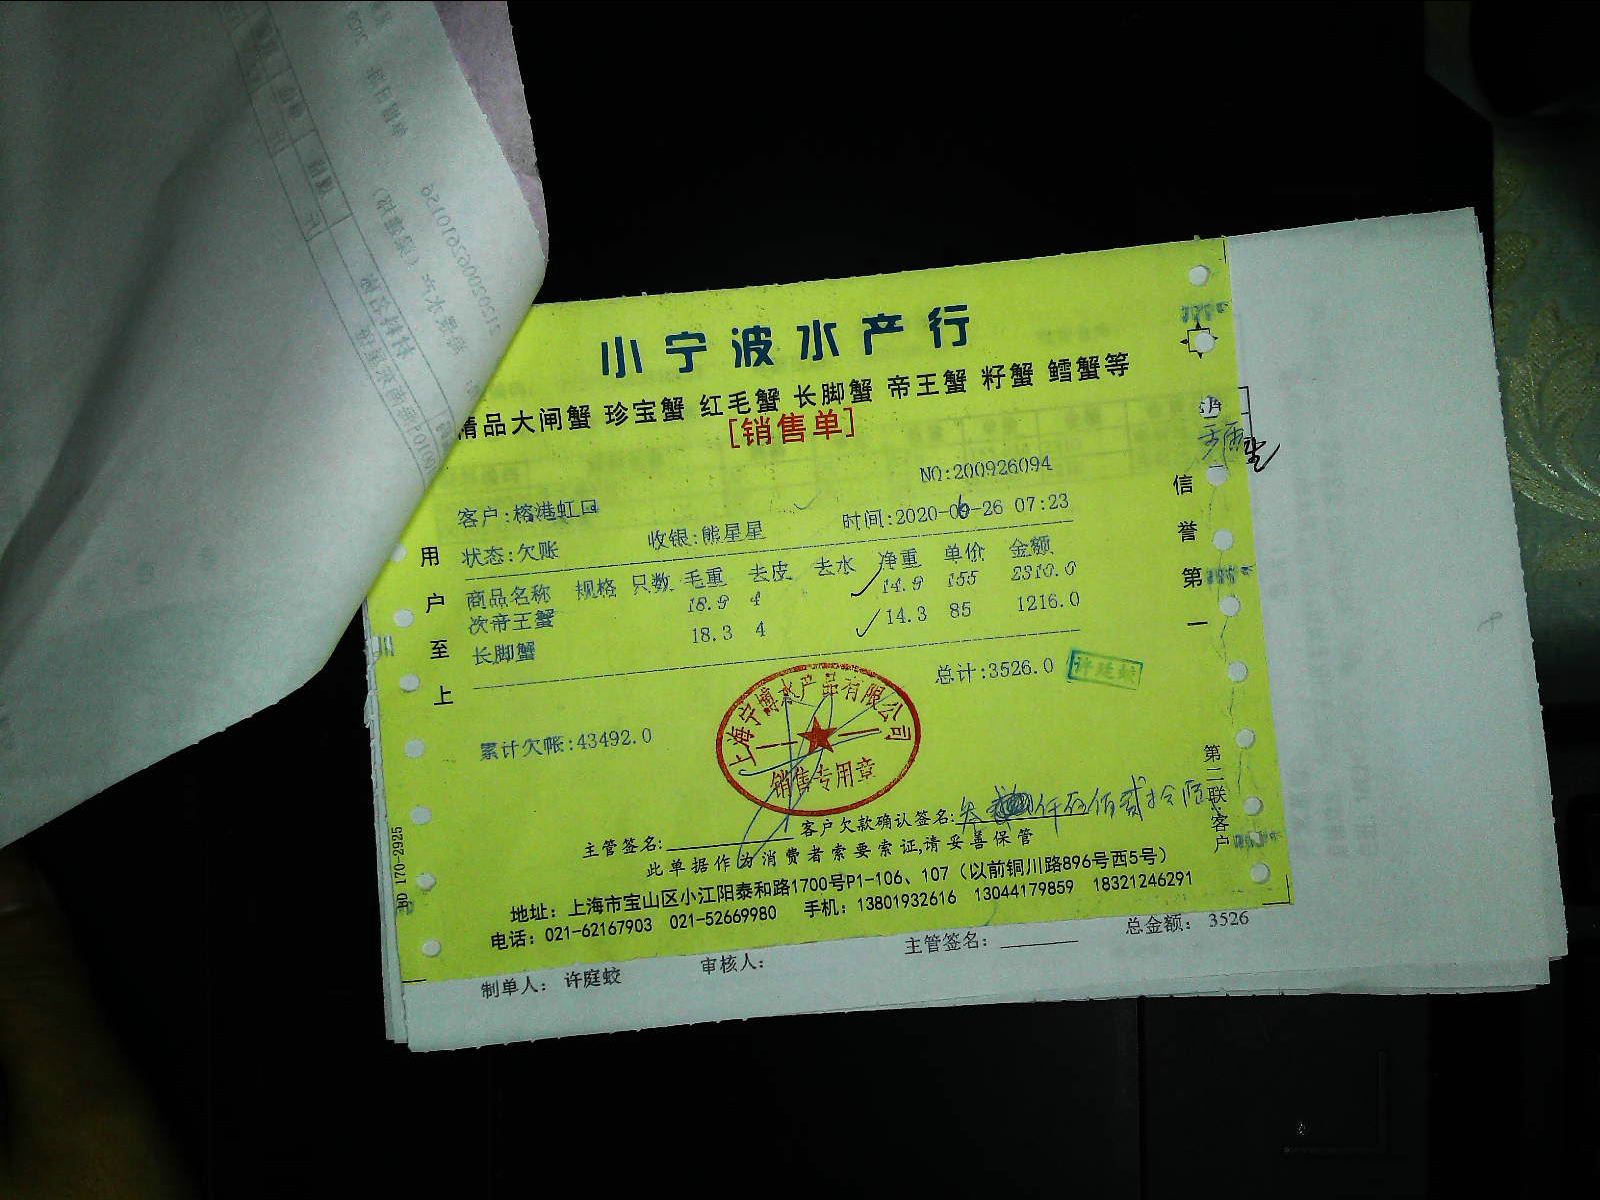 小宁波水产行
精品大闸蟹 珍宝蟹 红毛蟹 长脚蟹 帝王蟹 籽蟹 鳕蟹等
[销售单]
NO:200926094
客户:榕港虹口
状态:欠账 收银:熊星星 时间:2020-06-26 07:23
商品名称 规格 只数 毛重 去皮 去水 净重 单价 金额
次帝王蟹 18.9 4 14.9 155 2310.0
长脚蟹 18.3 4 14.3 85 1216.0
总计:3526.0
许庭蛟
累计欠帐:43492.0
上海宁博水产品有限公司
销售专用章
主管签名: 客户欠款确认签名:
此单据作为消费者索要索证,请妥善保管
地址: 上海市宝山区小江阳泰和路1700号P1-106、107 (以前铜川路896号西5号)
电话: 021-62167903 021-52669980 手机: 13801932616 13044179859 18321246291
用户至上
信誉第一
第二联:客户
170-2925
制单人: 许庭蛟 审核人: 主管签名: 总金额: 3526